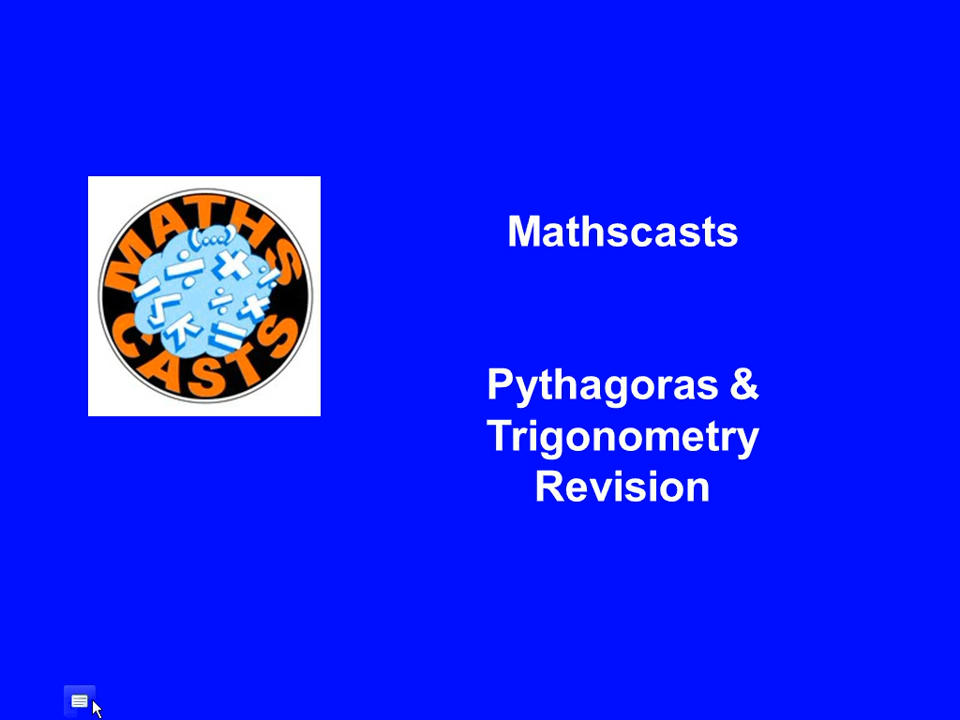 MATHS
CASTS
Mathscasts
Pythagoras &
Trigonometry
Revision